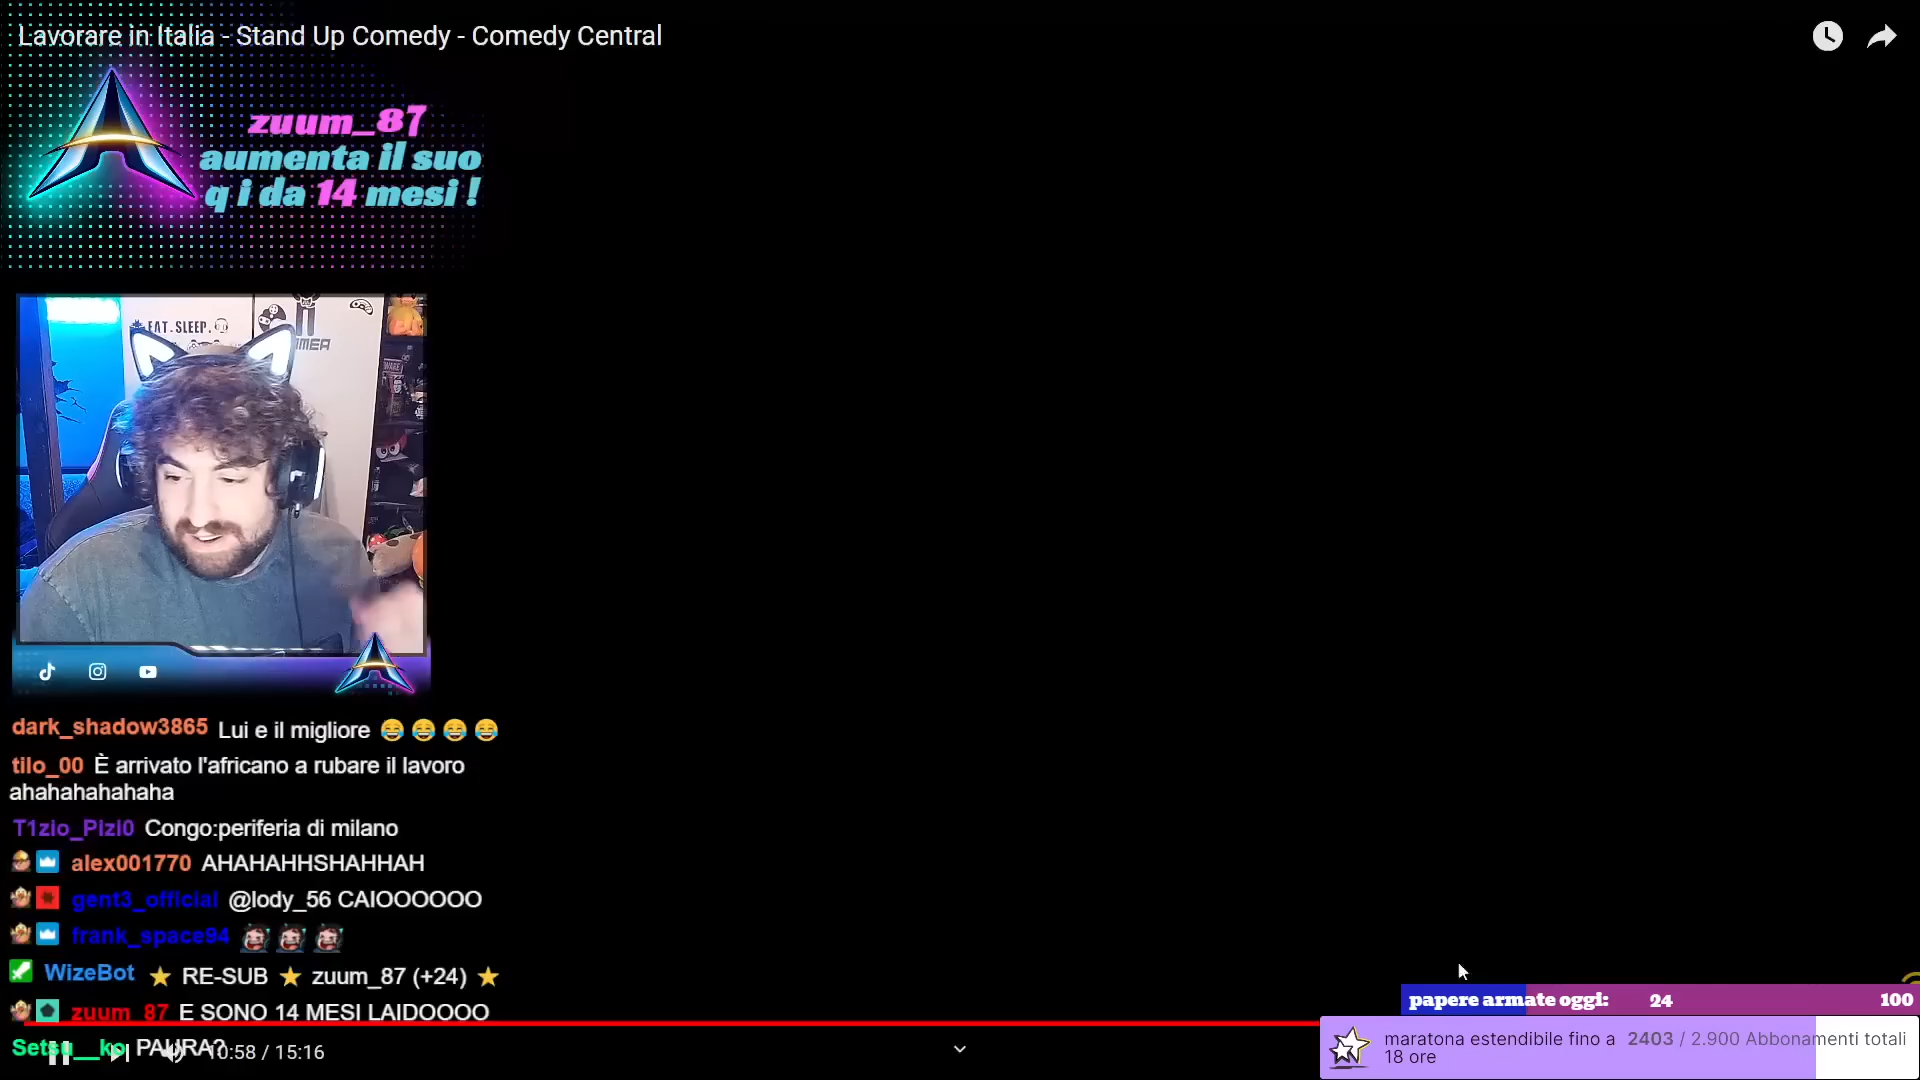 Lavorare in Italia - Stand Up Comedy - Comedy Central
zuum_87
aumenta il suo
q i da 14 mesi !
EAT.SLEEP.
dark_shadow3865 Lui e il migliore 😂 😂 😂 😂
tilo_00 È arrivato l'africano a rubare il lavoro
ahahahahahaha
T1zio_Pizl0 Congo:periferia di milano
alex001770 AHAHAHHSHAHHAH
gent3_official @lody_56 CAIOOOOOO
frank_space94
WizeBot ⭐ RE-SUB ⭐ zuum_87 (+24) ⭐
zuum_87 E SONO 14 MESI LAIDOOOO
Setsu__ko PAURA?
10:58 / 15:16
papere armate oggi: 24 100
maratona estendibile fino a 2403 / 2.900 Abbonamenti totali
18 ore